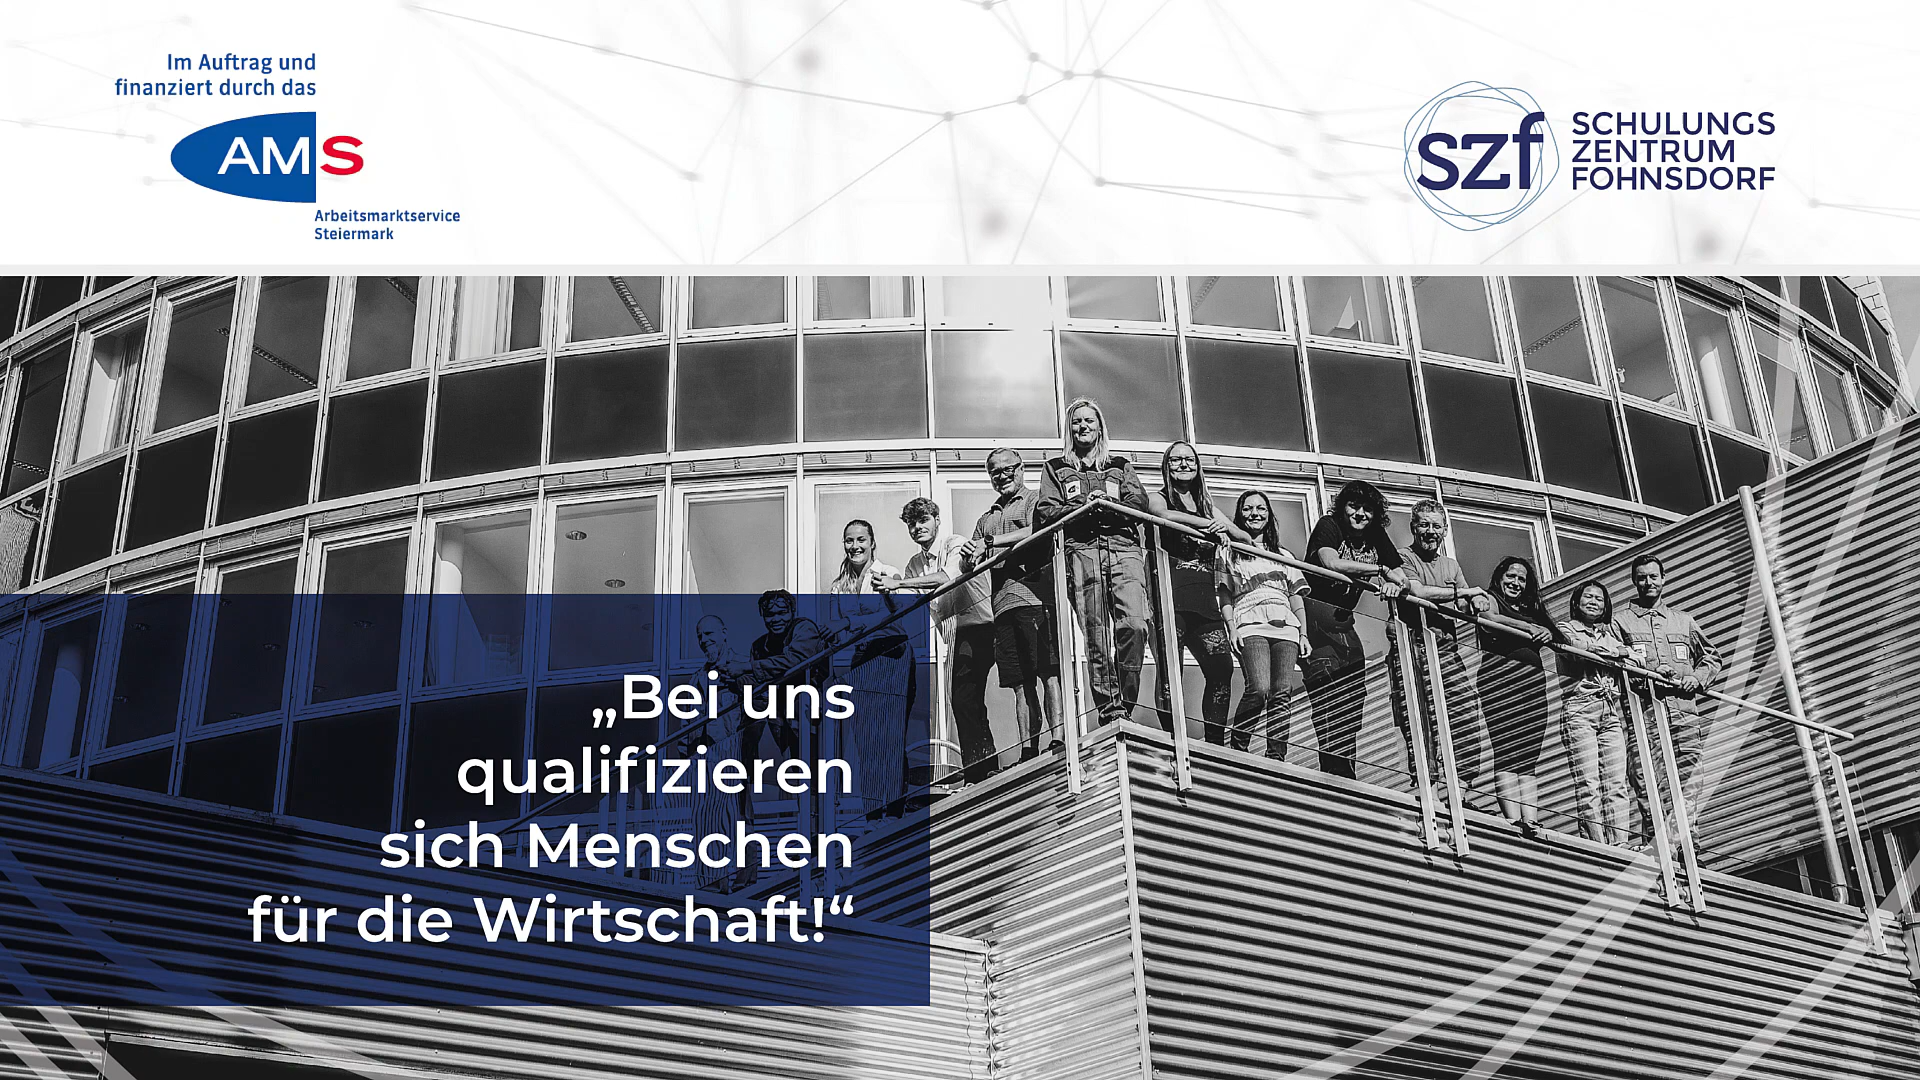 Im Auftrag und
finanziert durch das
AMS
Arbeitsmarktservice
Steiermark
szf
SCHULUNGS
ZENTRUM
FOHNSDORF
„Bei uns
qualifizieren
sich Menschen
für die Wirtschaft!“